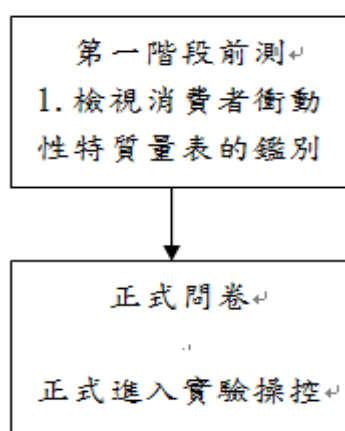 第一階段前測
1.檢視消費者衝動
性特質量表的鑑別
正式問卷
正式進入實驗操控